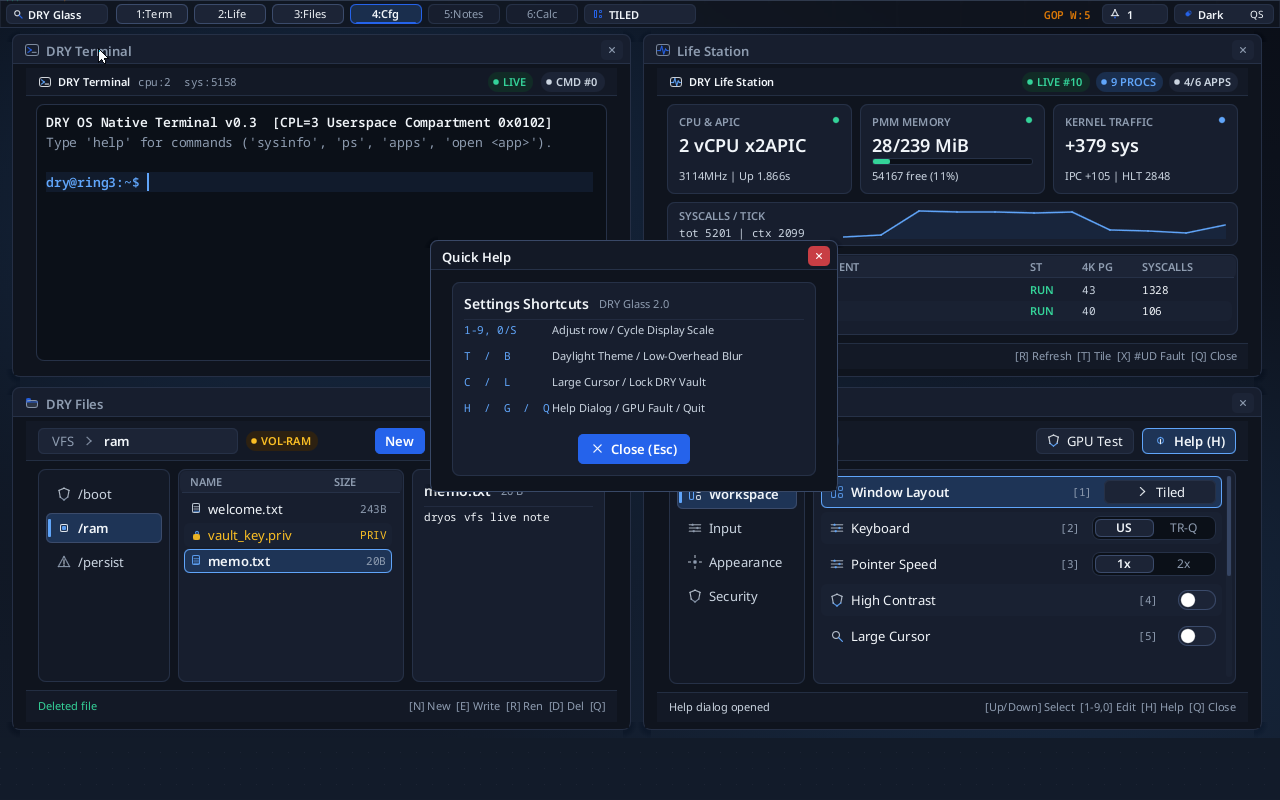 DRY Glass 1:Term 2:Life 3:Files 4:Cfg 5:Notes 6:Calc TILED GOP W:5 1 Dark QS
DRY Terminal
DRY Terminal cpu:2 sys:5158 LIVE CMD #0
DRY OS Native Terminal v0.3 [CPL=3 Userspace Compartment 0x0102]
Type 'help' for commands ('sysinfo', 'ps', 'apps', 'open <app>').
dry@ring3:~$
Life Station
DRY Life Station LIVE #10 9 PROCS 4/6 APPS
CPU & APIC
2 vCPU x2APIC
3114MHz | Up 1.866s
PMM MEMORY
28/239 MiB
54167 free (11%)
KERNEL TRAFFIC
+379 sys
IPC +105 | HLT 2848
SYSCALLS / TICK
tot 5201 | ctx 2099
ENT ST 4K PG SYSCALLS
RUN 43 1328
RUN 40 106
[R] Refresh [T] Tile [X] #UD Fault [Q] Close
Quick Help
Settings Shortcuts DRY Glass 2.0
1-9, 0/S Adjust row / Cycle Display Scale
T / B Daylight Theme / Low-Overhead Blur
C / L Large Cursor / Lock DRY Vault
H / G / Q Help Dialog / GPU Fault / Quit
Close (Esc)
DRY Files
VFS ram VOL-RAM New
/boot
/ram
/persist
NAME SIZE
welcome.txt 243B
vault_key.priv PRIV
memo.txt 20B
memo.txt 20 B
dryos vfs live note
Deleted file [N] New [E] Write [R] Ren [D] Del [Q]
GPU Test Help (H)
Workspace
Input
Appearance
Security
Window Layout [1] Tiled
Keyboard [2] US TR-Q
Pointer Speed [3] 1x 2x
High Contrast [4]
Large Cursor [5]
Help dialog opened [Up/Down] Select [1-9,0] Edit [H] Help [Q] Close